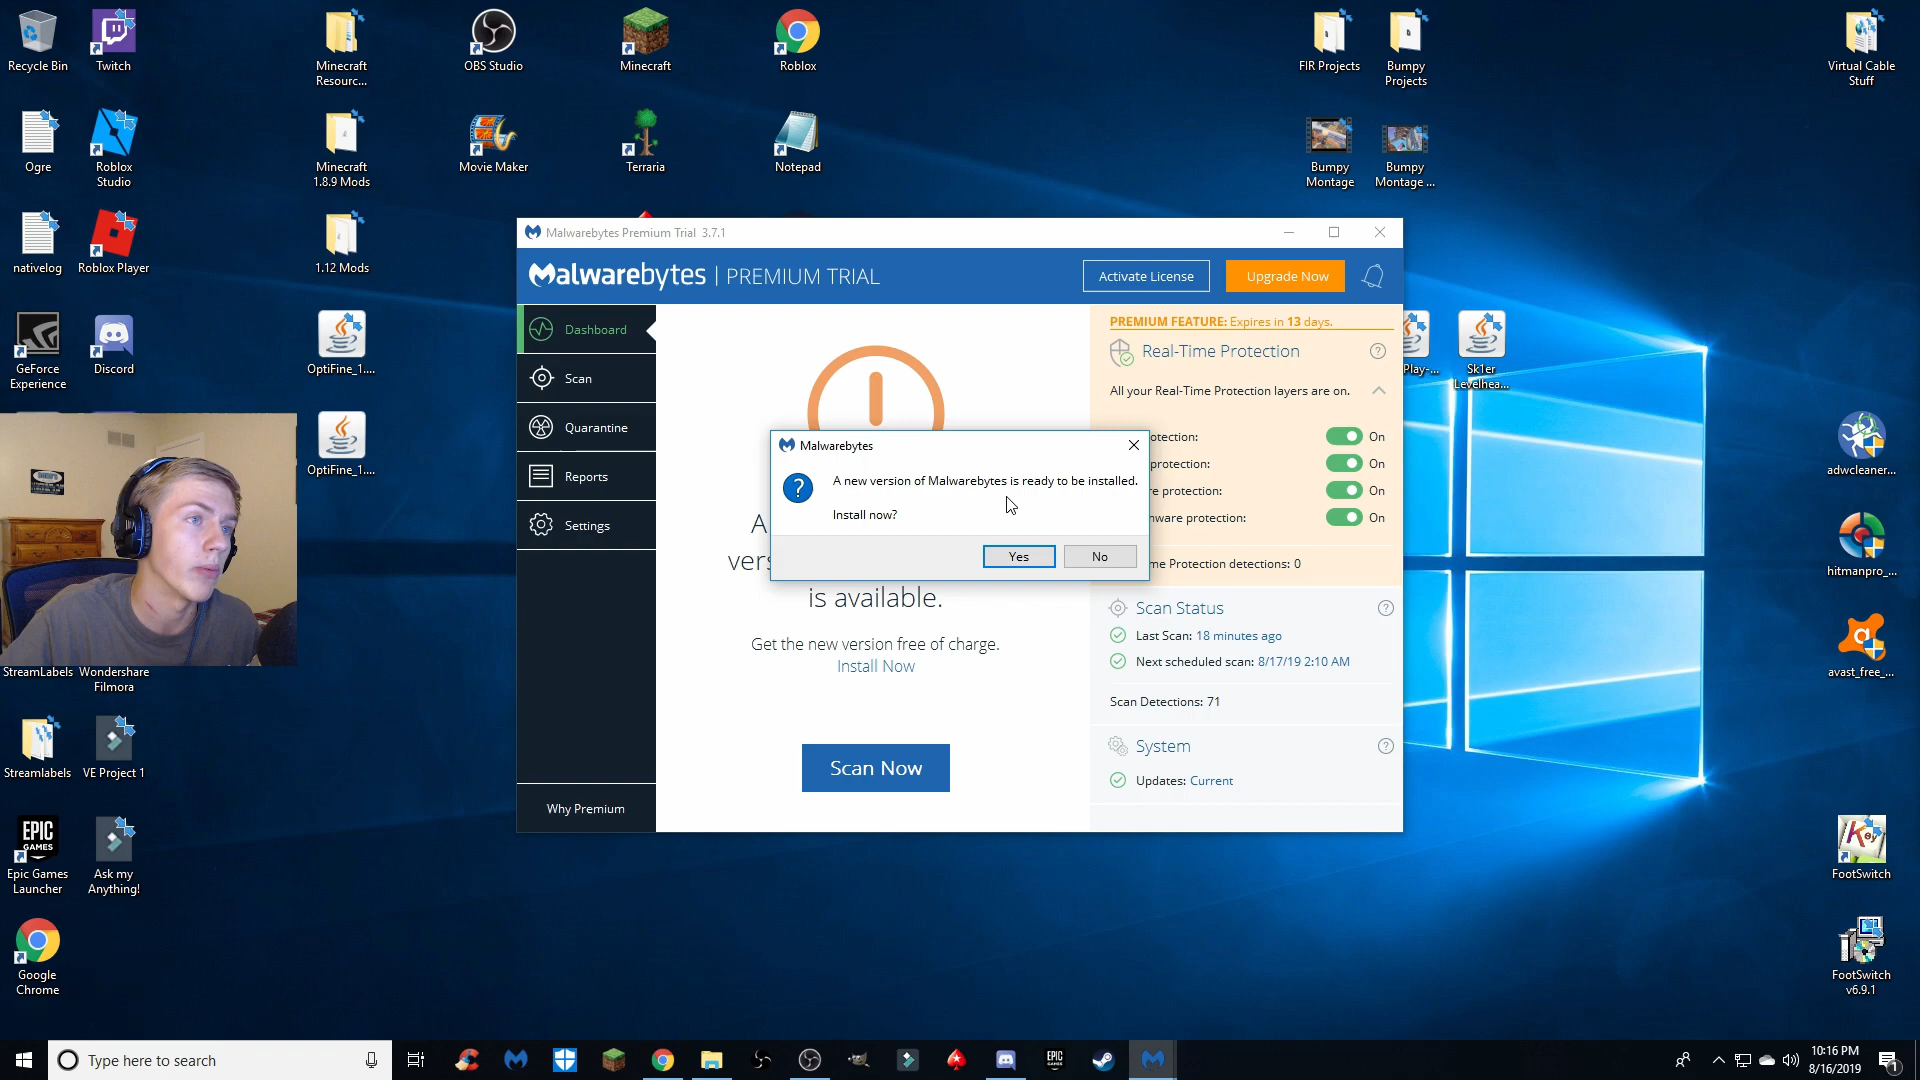 Recycle Bin
Twitch
Minecraft
Resourc...
OBS Studio
Minecraft
Roblox
FIR Projects
Bumpy
Projects
Virtual Cable
Stuff
Ogre
Roblox
Studio
Minecraft
1.8.9 Mods
Movie Maker
Terraria
Notepad
Bumpy
Montage
Bumpy
Montage ...
nativelog
Roblox Player
1.12 Mods
GeForce
Experience
Discord
OptiFine_1....
OptiFine_1....
Play-...
Sk1er
Levelhea...
adwcleaner...
hitmanpro_...
avast_free_...
Key
FootSwitch
FootSwitch
v6.9.1
StreamLabels
Wondershare
Filmora
Streamlabels
VE Project 1
EPIC
GAMES
Epic Games
Launcher
Ask my
Anything!
Google
Chrome
Malwarebytes Premium Trial 3.7.1
Malwarebytes | PREMIUM TRIAL
Activate License
Upgrade Now
Dashboard
Scan
Quarantine
Reports
Settings
Why Premium
A
vers
is available.
Get the new version free of charge.
Install Now
Scan Now
PREMIUM FEATURE: Expires in 13 days.
Real-Time Protection
?
All your Real-Time Protection layers are on.
otection:
On
protection:
On
re protection:
On
ware protection:
On
me Protection detections: 0
Scan Status
?
Last Scan: 18 minutes ago
Next scheduled scan: 8/17/19 2:10 AM
Scan Detections: 71
System
?
Updates: Current
Malwarebytes
?
A new version of Malwarebytes is ready to be installed.
Install now?
Yes
No
Type here to search
EPIC
GAMES
10:16 PM
8/16/2019
1